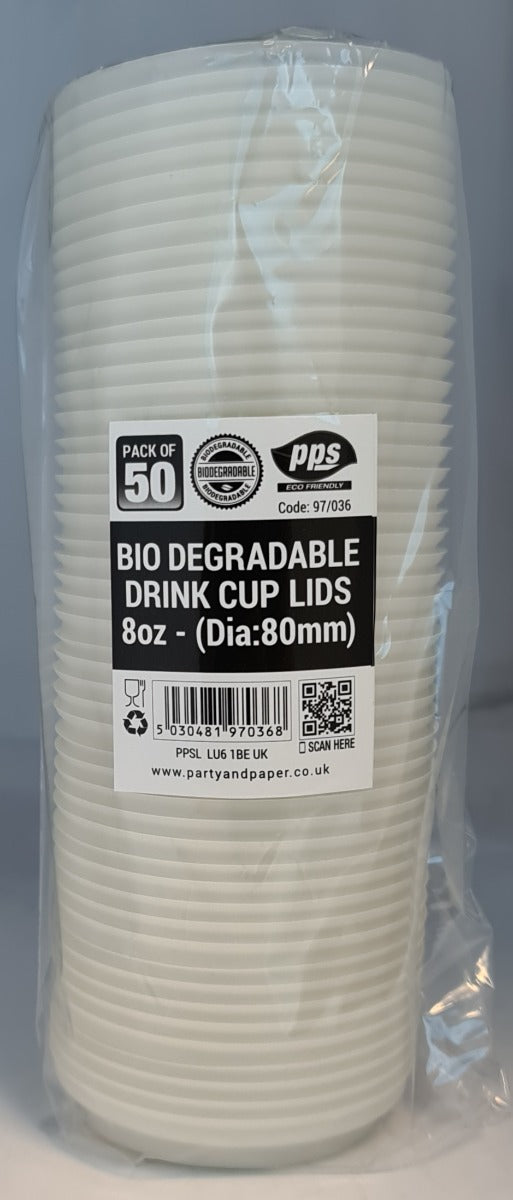 PACK OF
50
BIODEGRADABLE
BIODEGRADABLE
BIODEGRADABLE
pps
ECO FRIENDLY
Code: 97/036
BIO DEGRADABLE
DRINK CUP LIDS
8oz - (Dia:80mm)
5 030481 970368
SCAN HERE
PPSL LU6 1BE UK
www.partyandpaper.co.uk